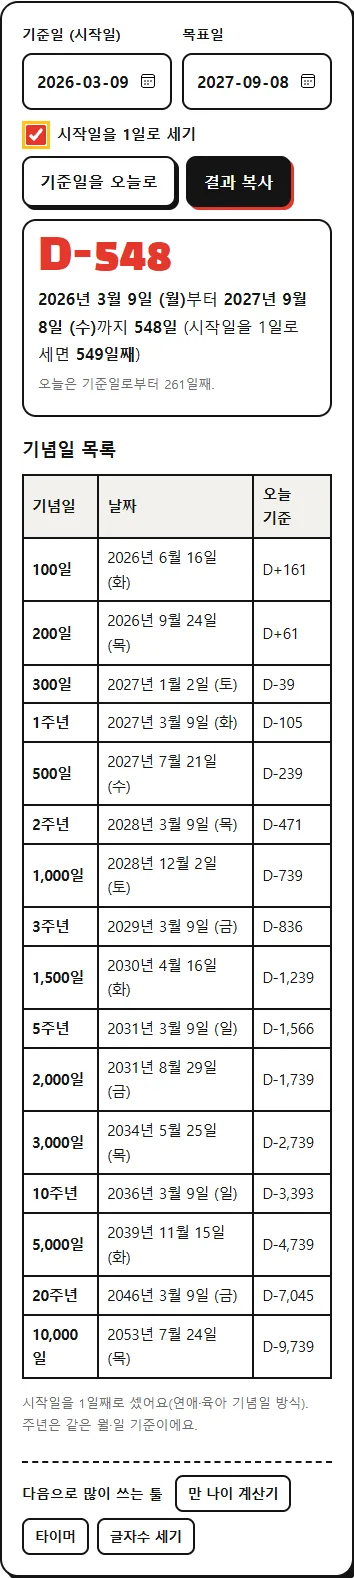 기준일 (시작일) 목표일
2026-03-09 2027-09-08
시작일을 1일로 세기
기준일을 오늘로 결과 복사
D-548
2026년 3월 9일 (월)부터 2027년 9월
8일 (수)까지 548일 (시작일을 1일로
세면 549일째)
오늘은 기준일로부터 261일째.
기념일 목록
기념일 날짜 오늘
기준
100일 2026년 6월 16일
(화) D+161
200일 2026년 9월 24일
(목) D+61
300일 2027년 1월 2일 (토) D-39
1주년 2027년 3월 9일 (화) D-105
500일 2027년 7월 21일
(수) D-239
2주년 2028년 3월 9일 (목) D-471
1,000일 2028년 12월 2일
(토) D-739
3주년 2029년 3월 9일 (금) D-836
1,500일 2030년 4월 16일
(화) D-1,239
5주년 2031년 3월 9일 (일) D-1,566
2,000일 2031년 8월 29일
(금) D-1,739
3,000일 2034년 5월 25일
(목) D-2,739
10주년 2036년 3월 9일 (일) D-3,393
5,000일 2039년 11월 15일
(화) D-4,739
20주년 2046년 3월 9일 (금) D-7,045
10,000
일 2053년 7월 24일
(목) D-9,739
시작일을 1일째로 셌어요(연애·육아 기념일 방식).
주년은 같은 월·일 기준이에요.
다음으로 많이 쓰는 툴 만 나이 계산기
타이머 글자수 세기